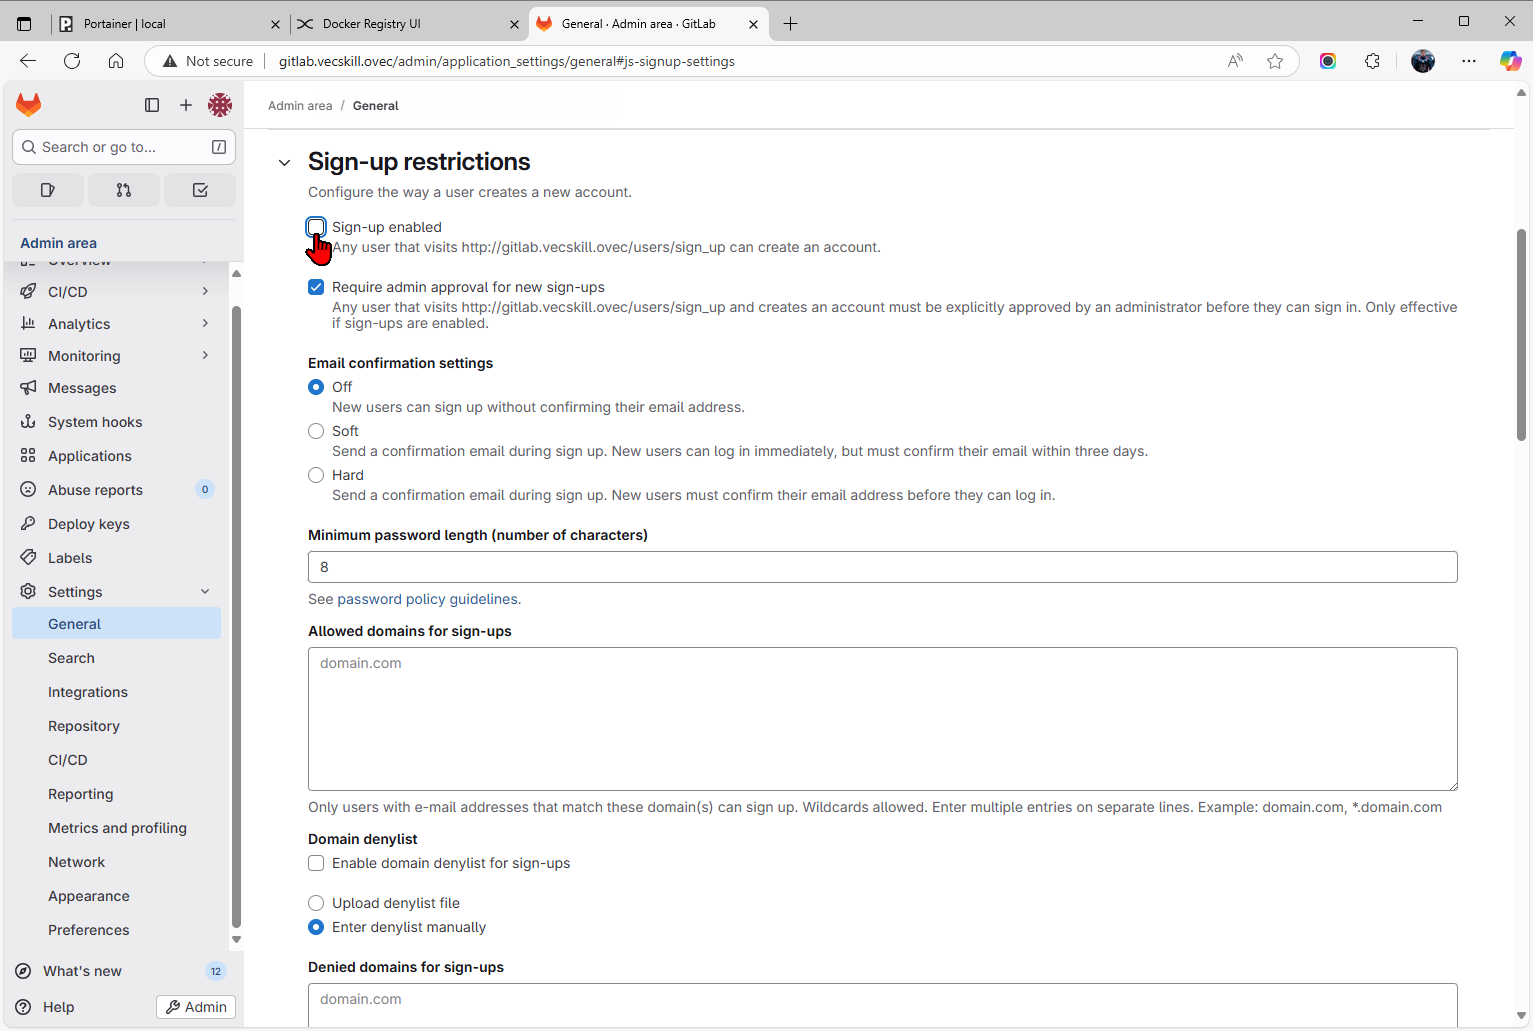 Portainer | local
Docker Registry UI
General · Admin area · GitLab
Not secure
gitlab.vecskill.ovec/admin/application_settings/general#js-signup-settings
Admin area / General
Search or go to...
/
Admin area
Overview
CI/CD
Analytics
Monitoring
Messages
System hooks
Applications
Abuse reports
0
Deploy keys
Labels
Settings
General
Search
Integrations
Repository
CI/CD
Reporting
Metrics and profiling
Network
Appearance
Preferences
What's new
12
Help
Admin
Sign-up restrictions
Configure the way a user creates a new account.
Sign-up enabled
Any user that visits http://gitlab.vecskill.ovec/users/sign_up can create an account.
Require admin approval for new sign-ups
Any user that visits http://gitlab.vecskill.ovec/users/sign_up and creates an account must be explicitly approved by an administrator before they can sign in. Only effective
if sign-ups are enabled.
Email confirmation settings
Off
New users can sign up without confirming their email address.
Soft
Send a confirmation email during sign up. New users can log in immediately, but must confirm their email within three days.
Hard
Send a confirmation email during sign up. New users must confirm their email address before they can log in.
Minimum password length (number of characters)
8
See password policy guidelines.
Allowed domains for sign-ups
domain.com
Only users with e-mail addresses that match these domain(s) can sign up. Wildcards allowed. Enter multiple entries on separate lines. Example: domain.com, *.domain.com
Domain denylist
Enable domain denylist for sign-ups
Upload denylist file
Enter denylist manually
Denied domains for sign-ups
domain.com